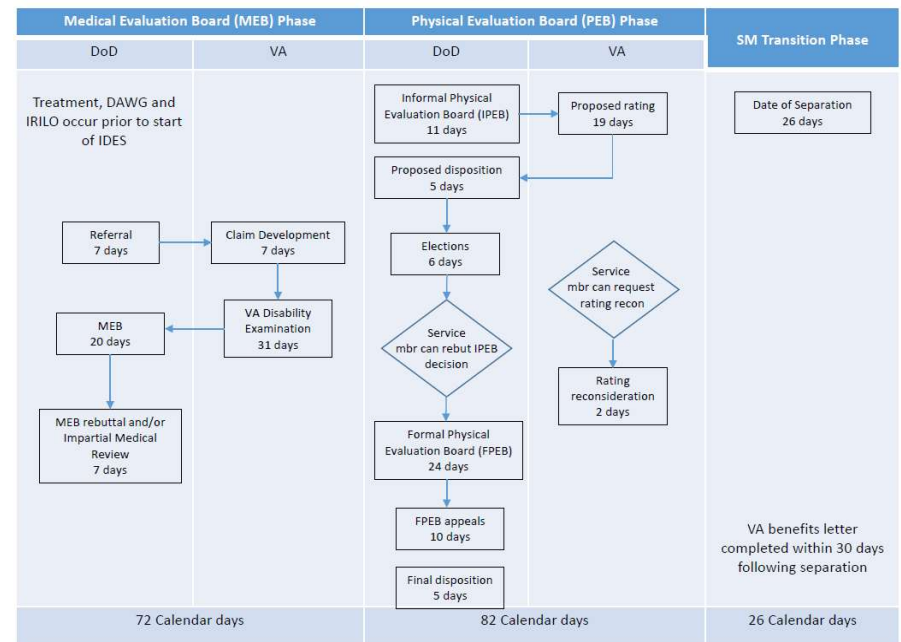 Medical Evaluation Board (MEB) Phase
Physical Evaluation Board (PEB) Phase
SM Transition Phase
DoD
VA
DoD
VA
Treatment, DAWG and
IRILO occur prior to start
of IDES
Referral
7 days
Claim Development
7 days
VA Disability
Examination
31 days
MEB
20 days
MEB rebuttal and/or
Impartial Medical
Review
7 days
Informal Physical
Evaluation Board (IPEB)
11 days
Proposed rating
19 days
Proposed disposition
5 days
Elections
6 days
Service
mbr can rebut IPEB
decision
Formal Physical
Evaluation Board (FPEB)
24 days
FPEB appeals
10 days
Final disposition
5 days
Service
mbr can request
rating recon
Rating
reconsideration
2 days
Date of Separation
26 days
VA benefits letter
completed within 30 days
following separation
72 Calendar days
82 Calendar days
26 Calendar days